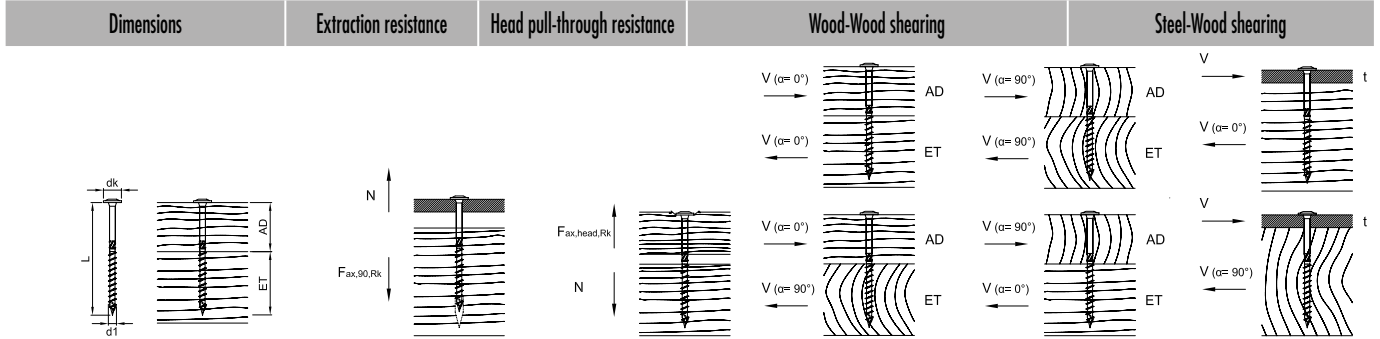 Dimensions
Extraction resistance
Head pull-through resistance
Wood-Wood shearing
Steel-Wood shearing
V (α= 0°)
AD
V (α= 0°)
ET
V (α= 90°)
AD
V (α= 90°)
ET
V
t
V (α= 0°)
dk
L
d1
AD
ET
N
Fax,90,Rk
Fax,head,Rk
N
V (α= 0°)
AD
V (α= 90°)
ET
V (α= 90°)
AD
V (α= 0°)
ET
V
t
V (α= 90°)